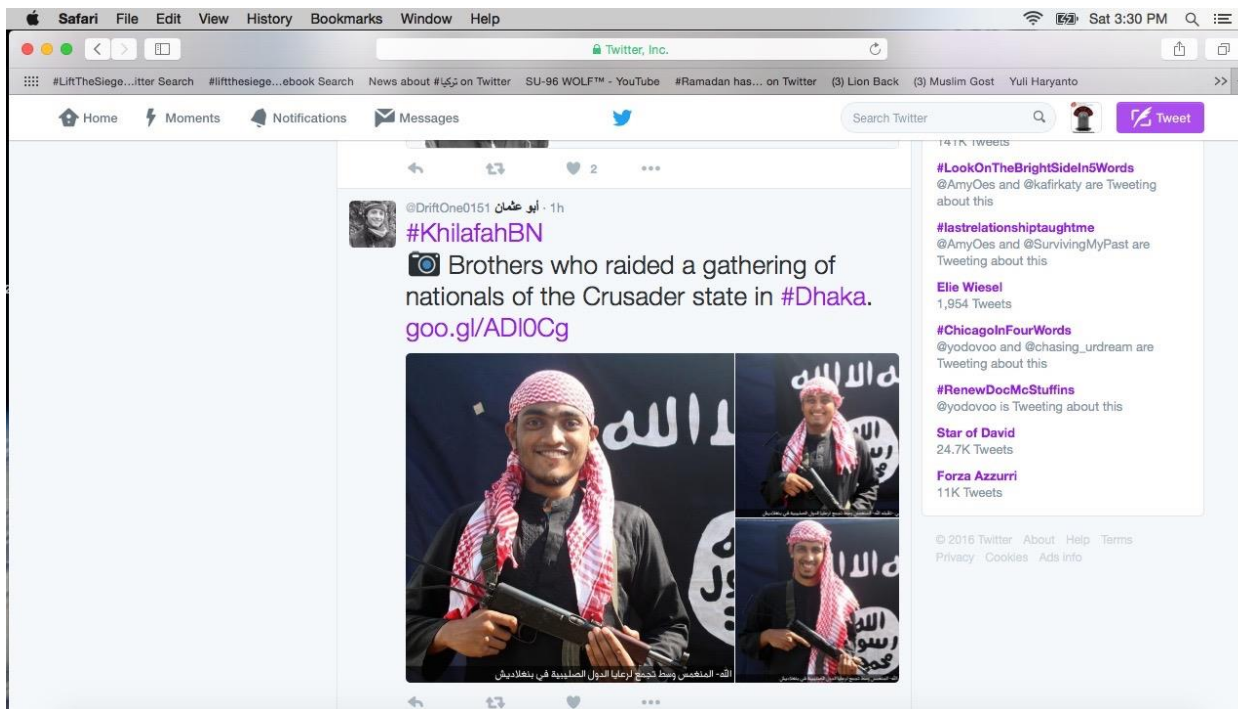 Safari File Edit View History Bookmarks Window Help Sat 3:30 PM
Twitter, Inc.
#LiftTheSiege...itter Search #liftthesiege...ebook Search News about #تركيا on Twitter SU-96 WOLF™ - YouTube #Ramadan has... on Twitter (3) Lion Back (3) Muslim Gost Yuli Haryanto >>
Home Moments Notifications Messages Search Twitter Tweet
2
@DriftOne0151 أبو عثمان · 1h
#KhilafahBN
Brothers who raided a gathering of
nationals of the Crusader state in #Dhaka.
goo.gl/ADI0Cg
الله
الله- المنغمس وسط تجمع لرعايا الدول الصليبية في بنغلاديش
الله
رسول
محمد
141K Tweets
#LookOnTheBrightSideIn5Words
@AmyOes and @kafirkaty are Tweeting
about this
#lastrelationshiptaughtme
@AmyOes and @SurvivingMyPast are
Tweeting about this
Elie Wiesel
1,954 Tweets
#ChicagoInFourWords
@yodovoo and @chasing_urdream are
Tweeting about this
#RenewDocMcStuffins
@yodovoo is Tweeting about this
Star of David
24.7K Tweets
Forza Azzurri
11K Tweets
© 2016 Twitter About Help Terms
Privacy Cookies Ads info